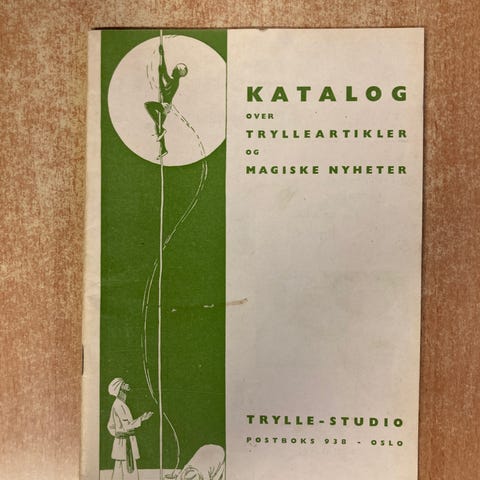 KATALOG
OVER
TRYLLEARTIKLER
OG
MAGISKE NYHETER
TRYLLE-STUDIO
POSTBOKS 938 - OSLO